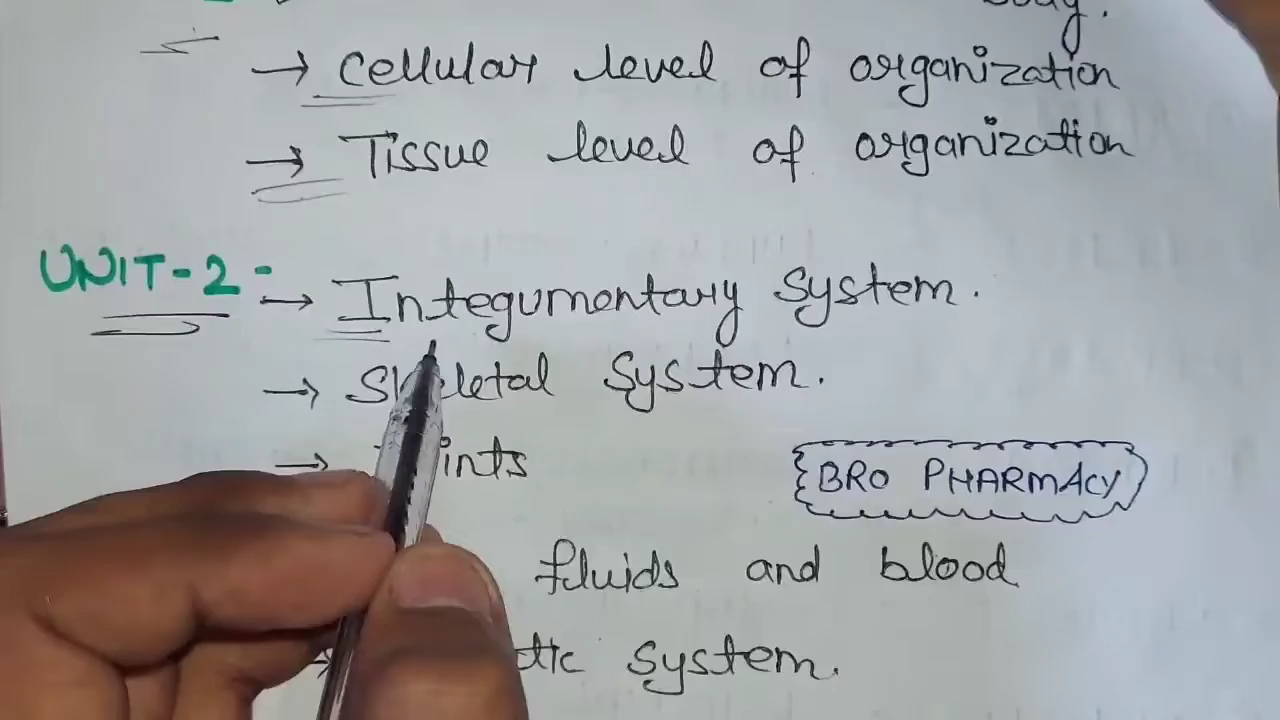 → Cellular level of organization
→ Tissue level of organization
UNIT-2 :- → Integumentary System.
→ Skeletal System.
→
BRO PHARMACY
fluids and blood
system.